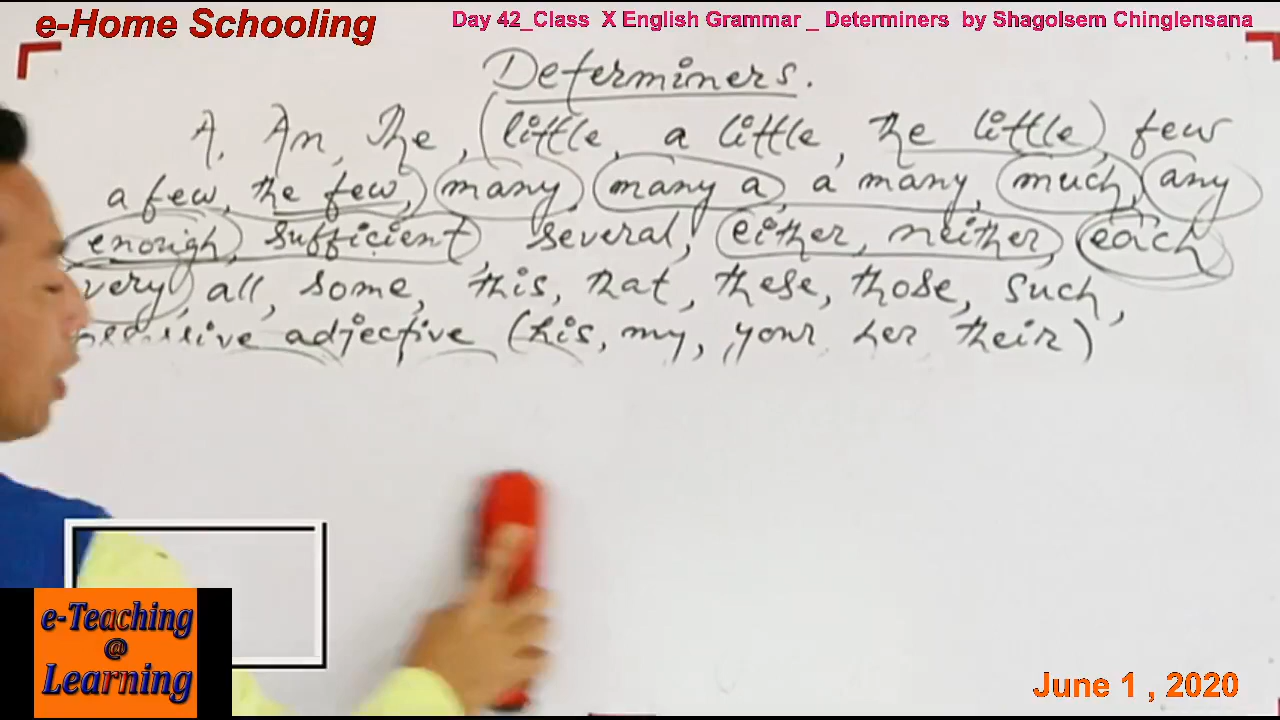 e-Home Schooling
Day 42_Class X English Grammar _ Determiners by Shagolsem Chinglensana
Determiners.
A, An, The, (little, a little, the little), few
a few, the few, many, many a, a many, much, any
enough, sufficient, several, either, neither, each
very, all, some, this, that, these, those, such,
adjective (his, my, your her their)
e-Teaching
@
Learning
June 1 , 2020